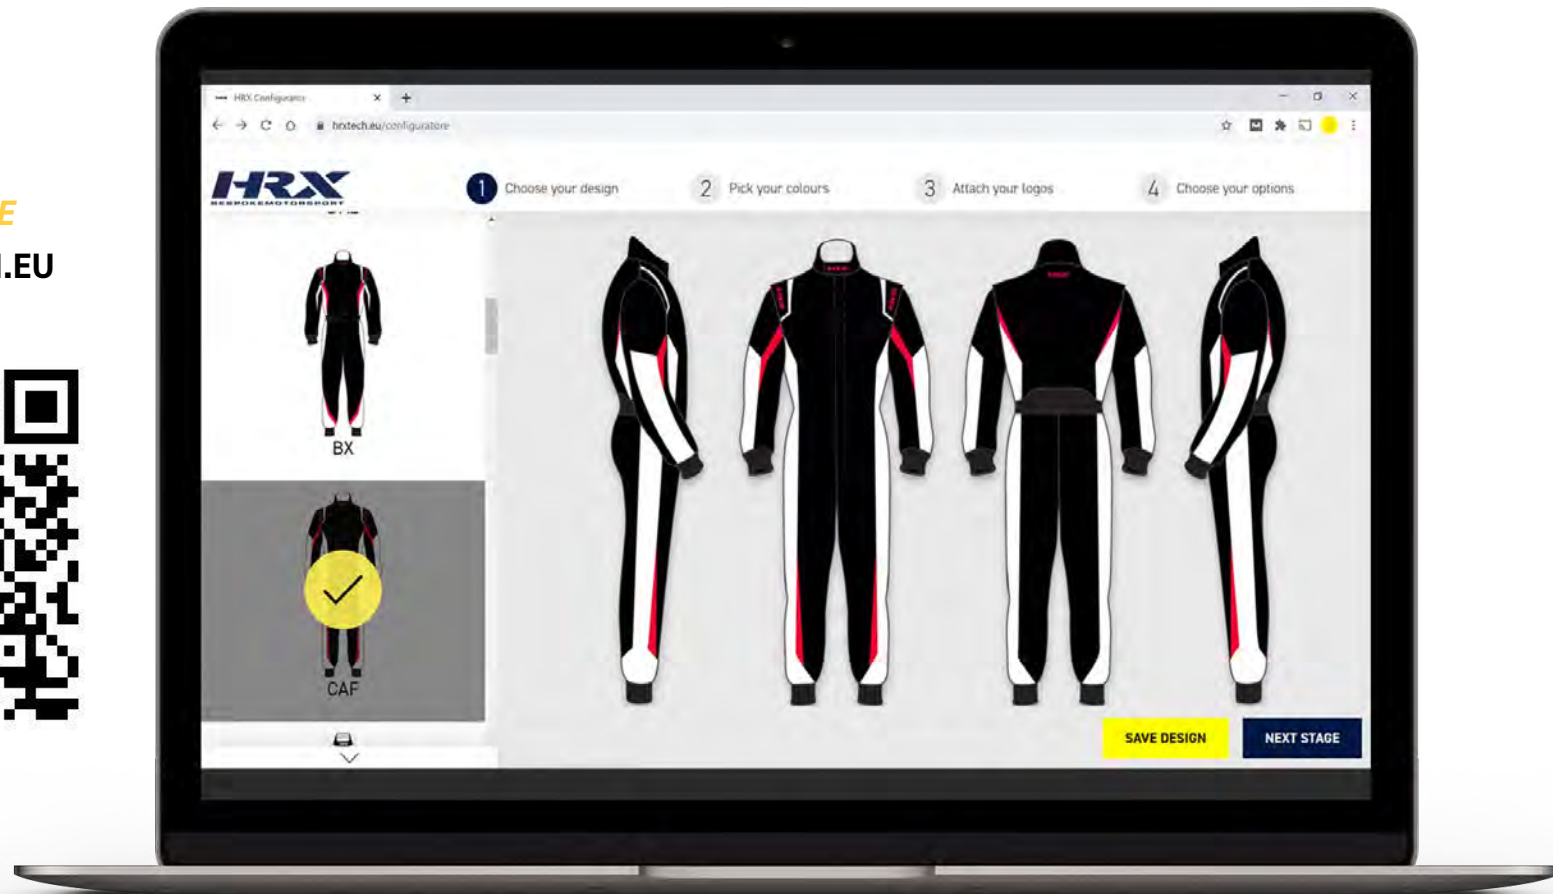 HRX Configurator
hrxtech.eu/configuratore
HRX
BESPOKEMOTORSPORT
1 Choose your design
2 Pick your colours
3 Attach your logos
4 Choose your options
E
.EU
BX
CAF
SAVE DESIGN
NEXT STAGE